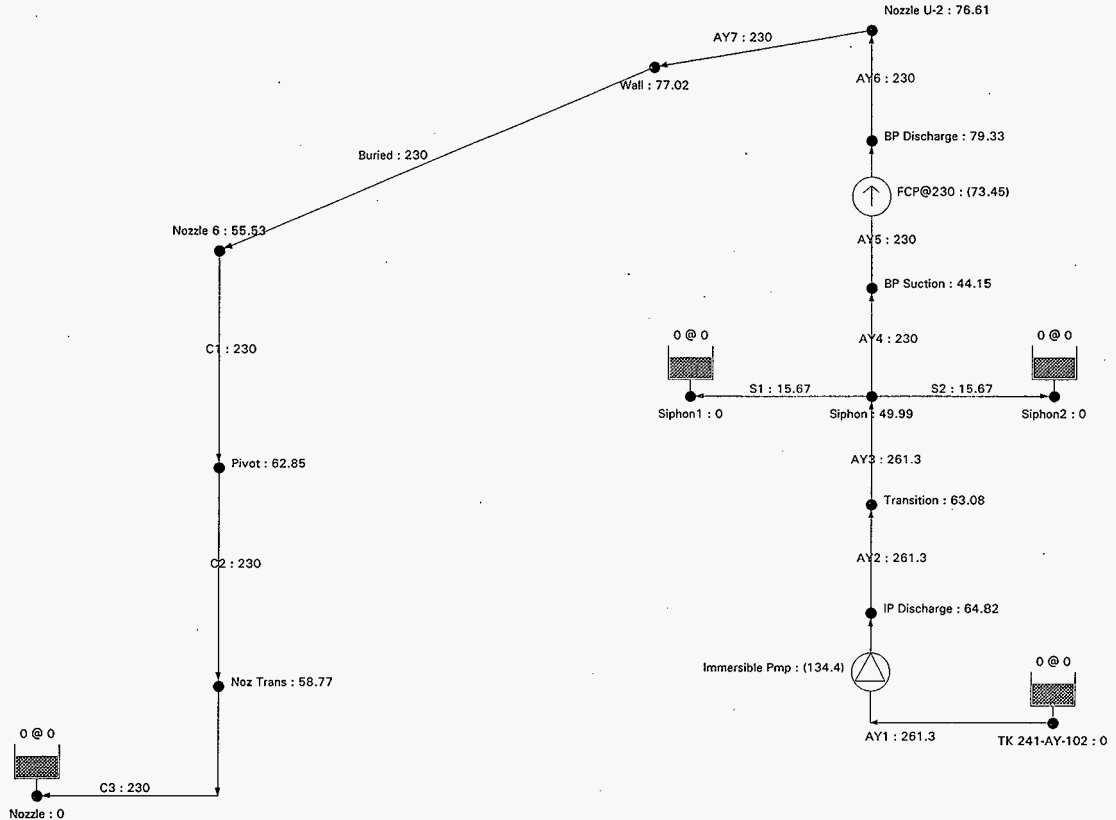 Nozzle U-2 : 76.61
AY7 : 230
Wall : 77.02
AY6 : 230
BP Discharge : 79.33
Buried : 230
FCP@230 : (73.45)
Nozzle 6 : 55.53
AY5 : 230
BP Suction : 44.15
C1 : 230
AY4 : 230
0 @ 0
0 @ 0
S1 : 15.67
S2 : 15.67
Siphon1 : 0
Siphon : 49.99
Siphon2 : 0
AY3 : 261.3
Pivot : 62.85
Transition : 63.08
C2 : 230
AY2 : 261.3
IP Discharge : 64.82
Immersible Pmp : (134.4)
0 @ 0
Noz Trans : 58.77
AY1 : 261.3
TK 241-AY-102 : 0
0 @ 0
C3 : 230
Nozzle : 0